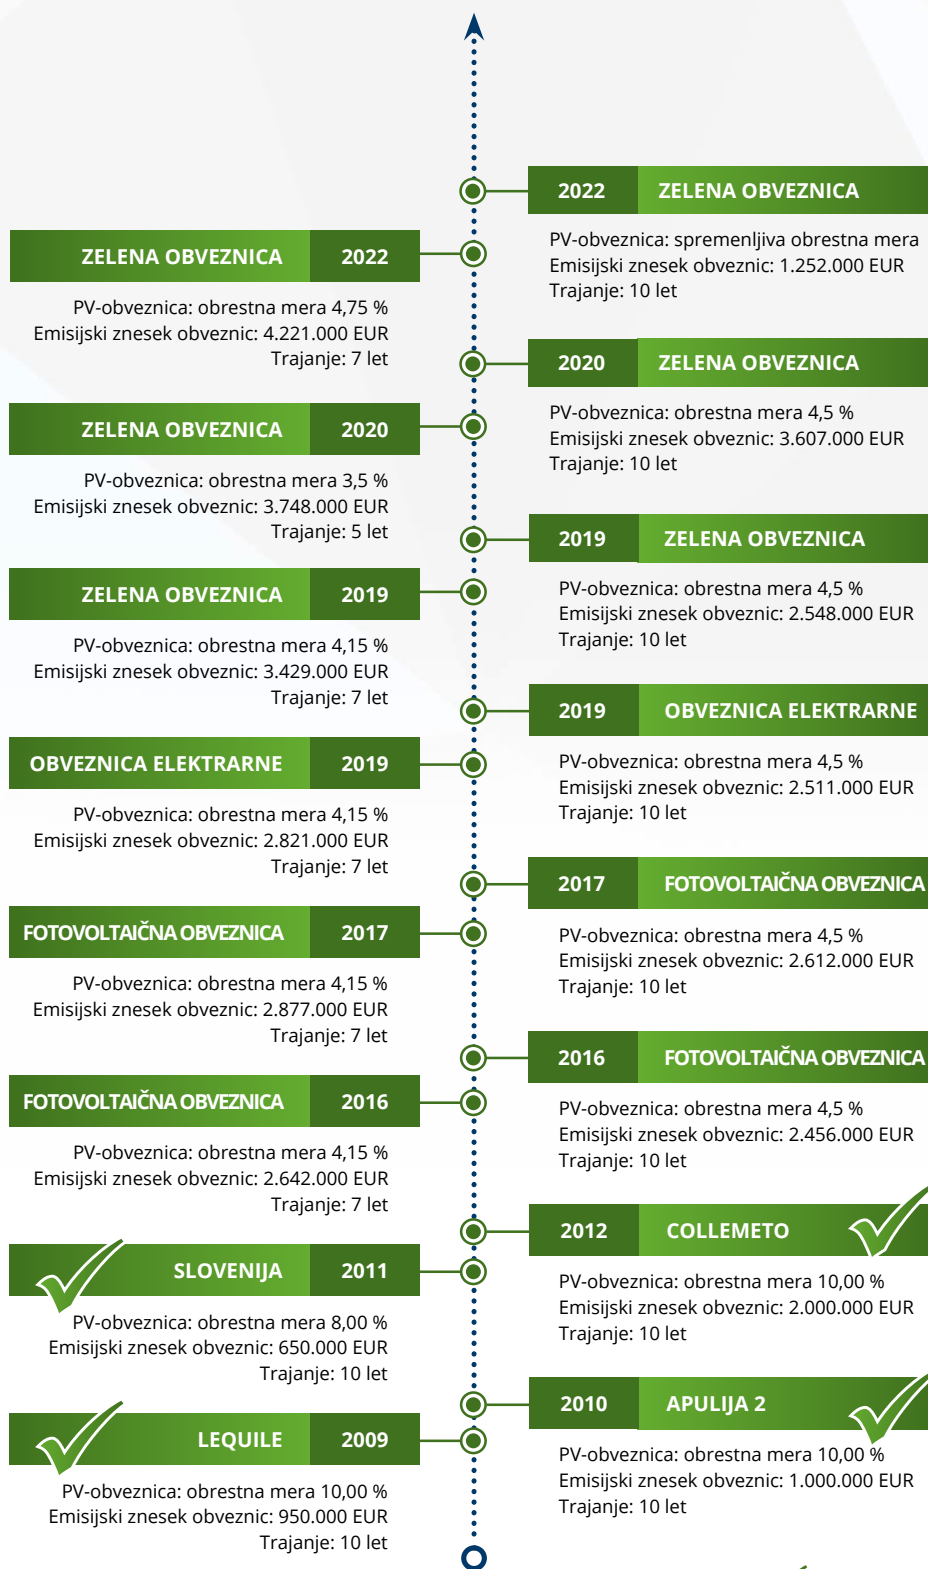 2022 ZELENA OBVEZNICA
PV-obveznica: spremenljiva obrestna mera
Emisijski znesek obveznic: 1.252.000 EUR
Trajanje: 10 let
ZELENA OBVEZNICA 2022
PV-obveznica: obrestna mera 4,75 %
Emisijski znesek obveznic: 4.221.000 EUR
Trajanje: 7 let
2020 ZELENA OBVEZNICA
PV-obveznica: obrestna mera 4,5 %
Emisijski znesek obveznic: 3.607.000 EUR
Trajanje: 10 let
ZELENA OBVEZNICA 2020
PV-obveznica: obrestna mera 3,5 %
Emisijski znesek obveznic: 3.748.000 EUR
Trajanje: 5 let
2019 ZELENA OBVEZNICA
PV-obveznica: obrestna mera 4,5 %
Emisijski znesek obveznic: 2.548.000 EUR
Trajanje: 10 let
ZELENA OBVEZNICA 2019
PV-obveznica: obrestna mera 4,15 %
Emisijski znesek obveznic: 3.429.000 EUR
Trajanje: 7 let
2019 OBVEZNICA ELEKTRARNE
PV-obveznica: obrestna mera 4,5 %
Emisijski znesek obveznic: 2.511.000 EUR
Trajanje: 10 let
OBVEZNICA ELEKTRARNE 2019
PV-obveznica: obrestna mera 4,15 %
Emisijski znesek obveznic: 2.821.000 EUR
Trajanje: 7 let
2017 FOTOVOLTAIČNA OBVEZNICA
PV-obveznica: obrestna mera 4,5 %
Emisijski znesek obveznic: 2.612.000 EUR
Trajanje: 10 let
FOTOVOLTAIČNA OBVEZNICA 2017
PV-obveznica: obrestna mera 4,15 %
Emisijski znesek obveznic: 2.877.000 EUR
Trajanje: 7 let
2016 FOTOVOLTAIČNA OBVEZNICA
PV-obveznica: obrestna mera 4,5 %
Emisijski znesek obveznic: 2.456.000 EUR
Trajanje: 10 let
FOTOVOLTAIČNA OBVEZNICA 2016
PV-obveznica: obrestna mera 4,15 %
Emisijski znesek obveznic: 2.642.000 EUR
Trajanje: 7 let
2012 COLLEMETO
PV-obveznica: obrestna mera 10,00 %
Emisijski znesek obveznic: 2.000.000 EUR
Trajanje: 10 let
SLOVENIJA 2011
PV-obveznica: obrestna mera 8,00 %
Emisijski znesek obveznic: 650.000 EUR
Trajanje: 10 let
2010 APULIJA 2
PV-obveznica: obrestna mera 10,00 %
Emisijski znesek obveznic: 1.000.000 EUR
Trajanje: 10 let
LEQUILE 2009
PV-obveznica: obrestna mera 10,00 %
Emisijski znesek obveznic: 950.000 EUR
Trajanje: 10 let